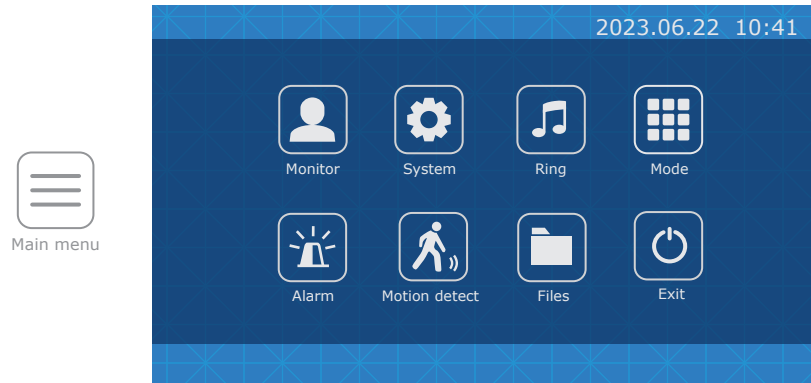 2023.06.22 10:41
Monitor System Ring Mode
Main menu
Alarm Motion detect Files Exit